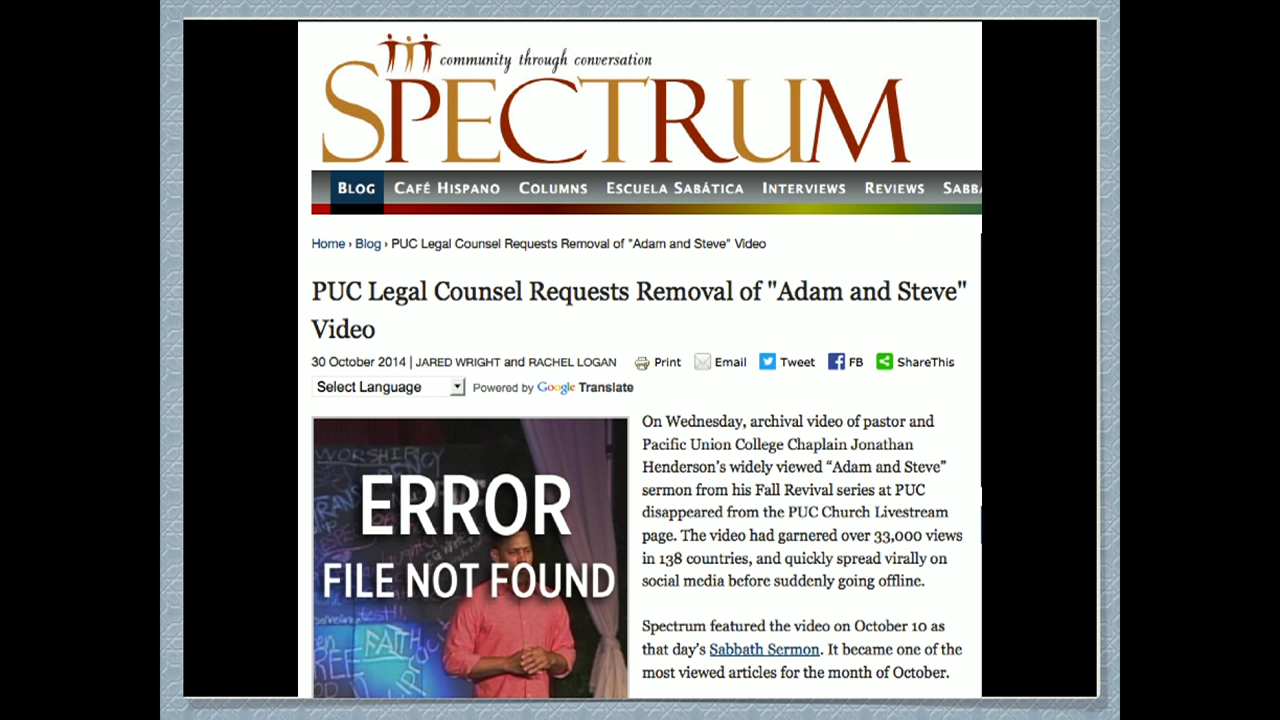 community through conversation
SPECTRUM
BLOG CAFÉ HISPANO COLUMNS ESCUELA SABÁTICA INTERVIEWS REVIEWS SABBA
Home › Blog › PUC Legal Counsel Requests Removal of "Adam and Steve" Video
PUC Legal Counsel Requests Removal of "Adam and Steve"
Video
30 October 2014 | JARED WRIGHT and RACHEL LOGAN Print Email Tweet FB ShareThis
Select Language Powered by Google Translate
WORSHIP
ERROR
FILE NOT FOUND
FAITH
On Wednesday, archival video of pastor and
Pacific Union College Chaplain Jonathan
Henderson's widely viewed “Adam and Steve”
sermon from his Fall Revival series at PUC
disappeared from the PUC Church Livestream
page. The video had garnered over 33,000 views
in 138 countries, and quickly spread virally on
social media before suddenly going offline.
Spectrum featured the video on October 10 as
that day's Sabbath Sermon. It became one of the
most viewed articles for the month of October.